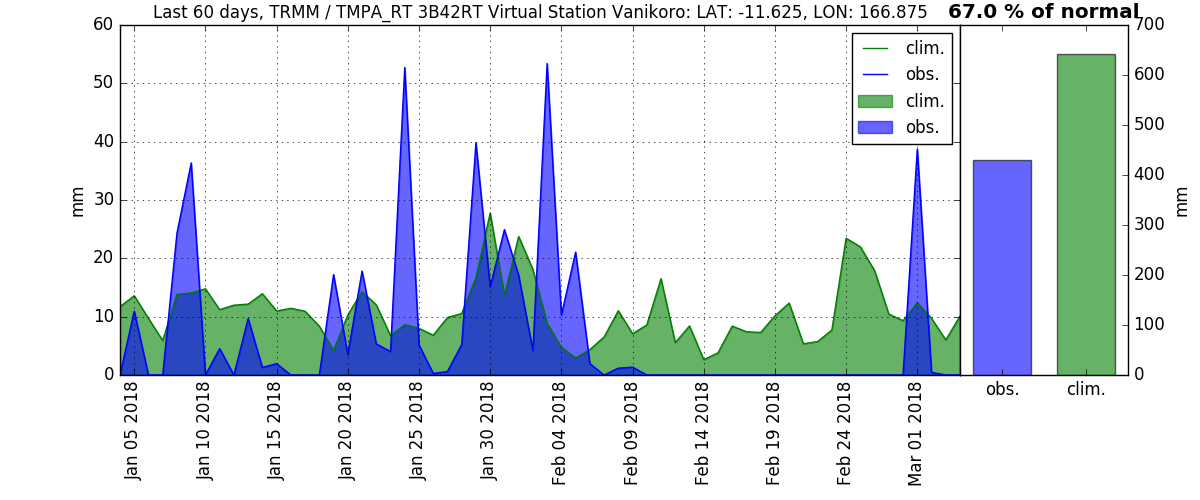 Last 60 days, TRMM / TMPA_RT 3B42RT Virtual Station Vanikoro: LAT: -11.625, LON: 166.875
67.0 % of normal
60
50
40
30
20
10
0
mm
clim.
obs.
clim.
obs.
700
600
500
400
300
200
100
0
mm
Jan 05 2018
Jan 10 2018
Jan 15 2018
Jan 20 2018
Jan 25 2018
Jan 30 2018
Feb 04 2018
Feb 09 2018
Feb 14 2018
Feb 19 2018
Feb 24 2018
Mar 01 2018
obs.
clim.